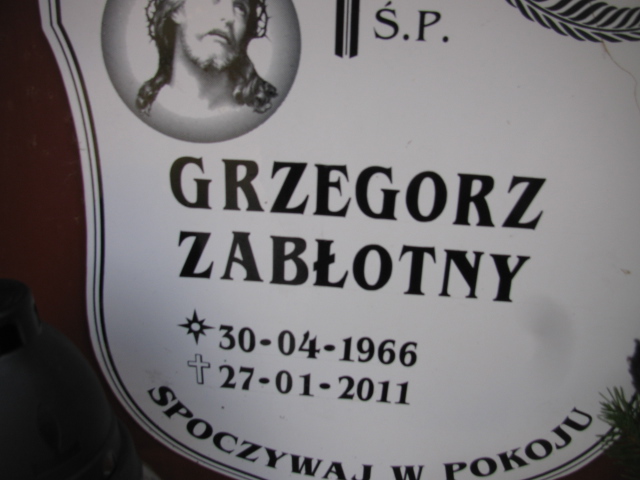 Ś.P.
GRZEGORZ
ZABŁOTNY
30-04-1966
27-01-2011
SPOCZYWAJ W POKOJU